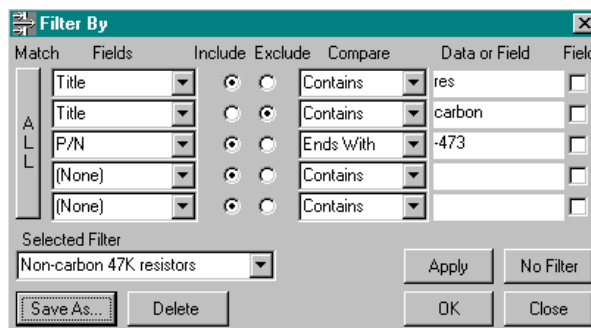 Filter By
Match Fields Include Exclude Compare Data or Field Field
Title Contains res
Title Contains carbon
P/N Ends With -473
(None) Contains
(None) Contains
ALL
Selected Filter
Non-carbon 47K resistors
Apply No Filter
Save As... Delete OK Close